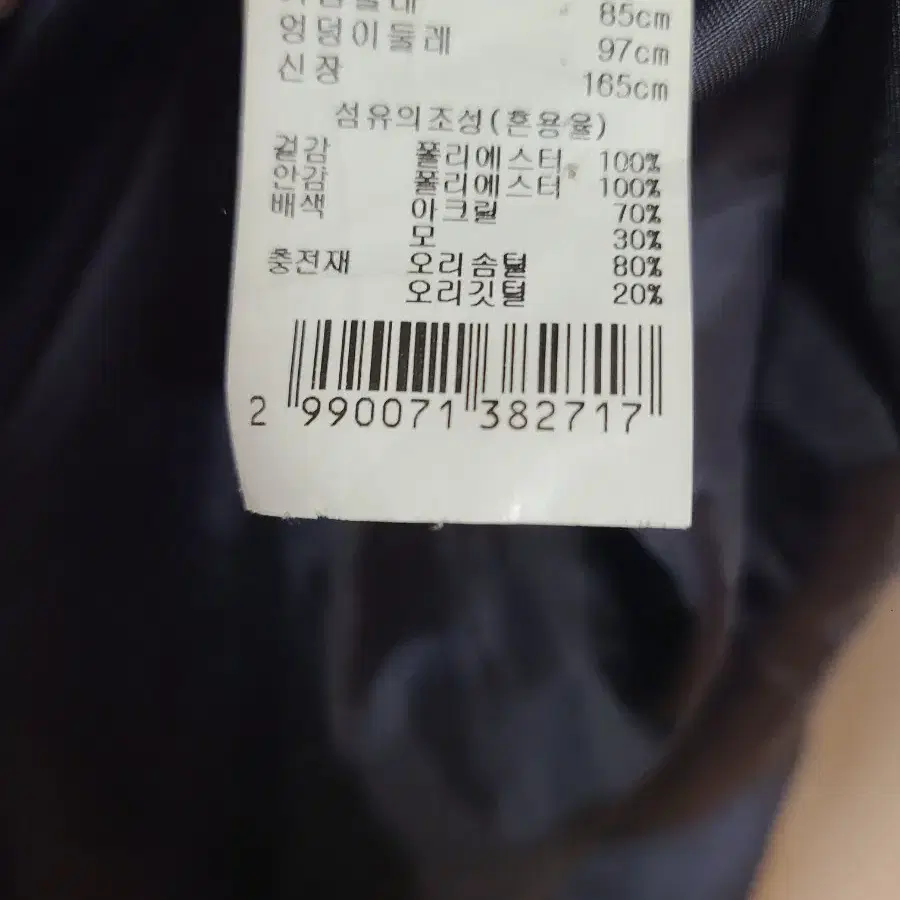 85cm
엉덩이둘레 97cm
신장 165cm
섬유의조성(혼용율)
겉감 폴리에스터 100%
안감 폴리에스터 100%
배색 아크릴 70%
모 30%
충전재 오리솜털 80%
오리깃털 20%
2 990071 382717